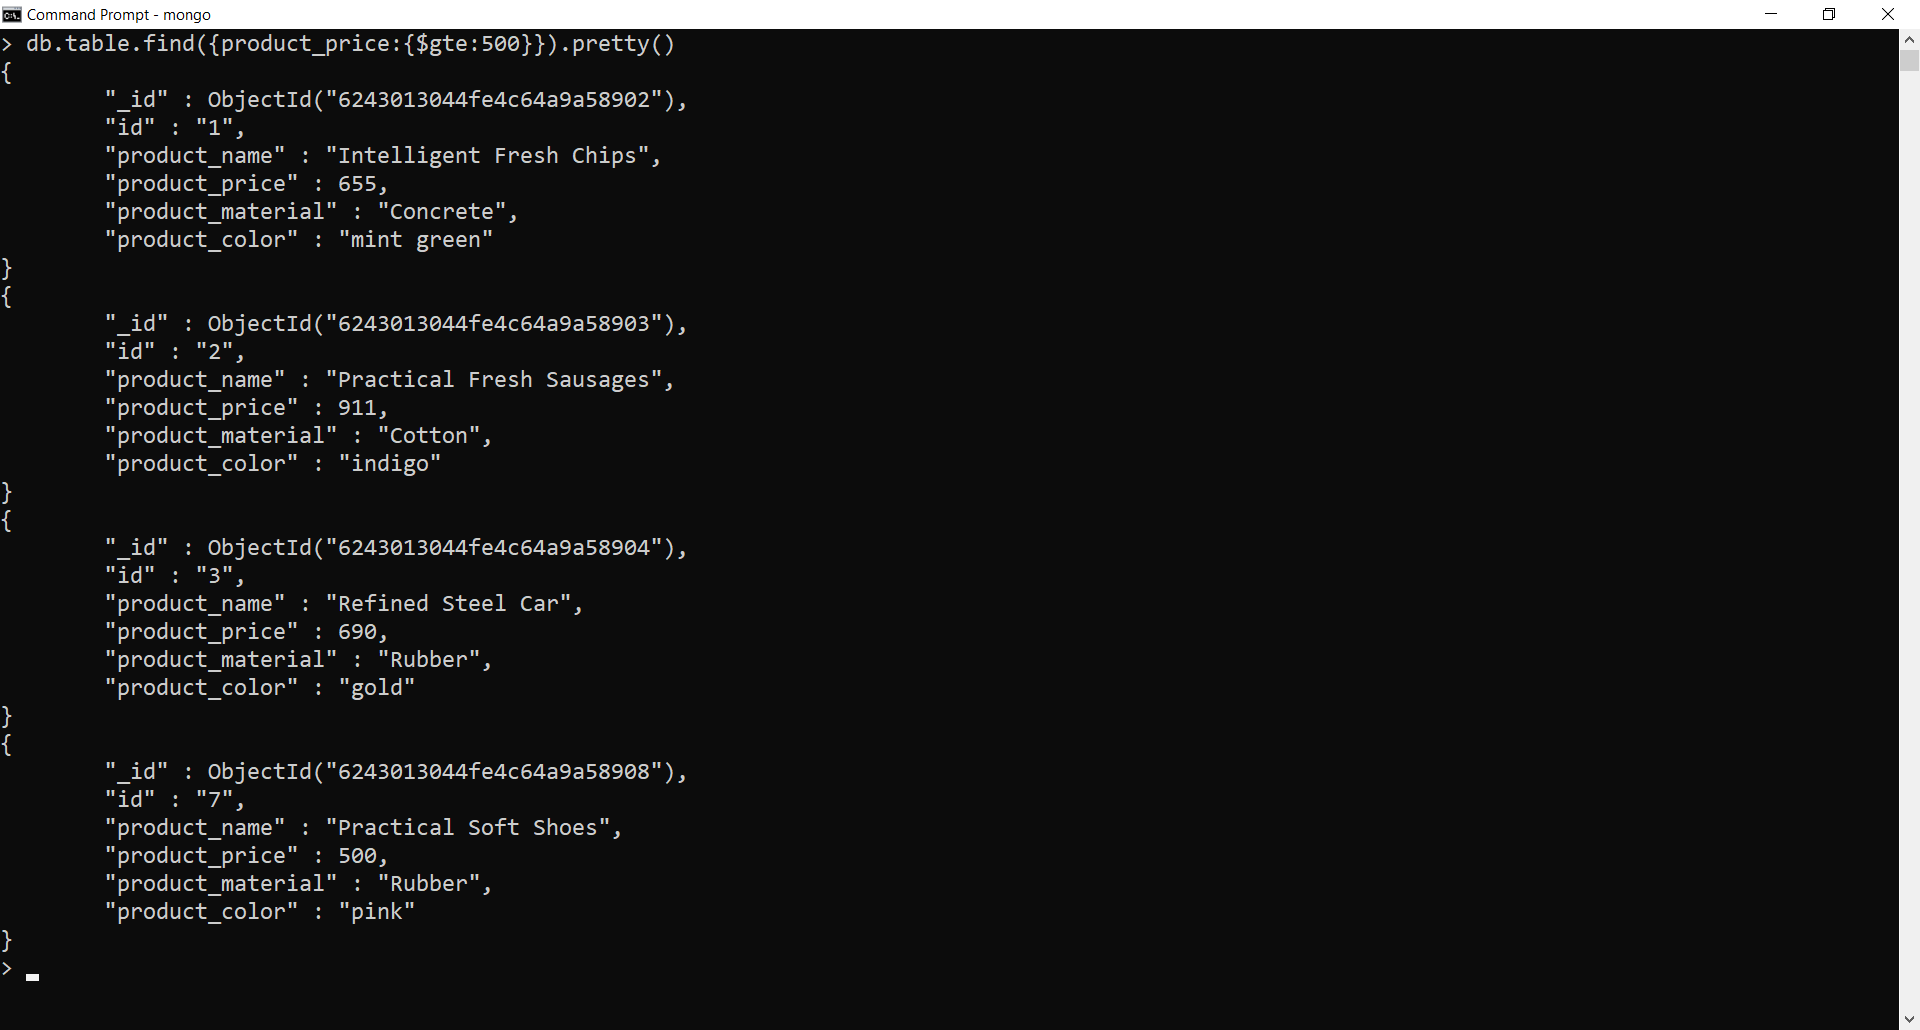 Command Prompt - mongo
> db.table.find({product_price:{$gte:500}}).pretty()
{
        "_id" : ObjectId("6243013044fe4c64a9a58902"),
        "id" : "1",
        "product_name" : "Intelligent Fresh Chips",
        "product_price" : 655,
        "product_material" : "Concrete",
        "product_color" : "mint green"
}
{
        "_id" : ObjectId("6243013044fe4c64a9a58903"),
        "id" : "2",
        "product_name" : "Practical Fresh Sausages",
        "product_price" : 911,
        "product_material" : "Cotton",
        "product_color" : "indigo"
}
{
        "_id" : ObjectId("6243013044fe4c64a9a58904"),
        "id" : "3",
        "product_name" : "Refined Steel Car",
        "product_price" : 690,
        "product_material" : "Rubber",
        "product_color" : "gold"
}
{
        "_id" : ObjectId("6243013044fe4c64a9a58908"),
        "id" : "7",
        "product_name" : "Practical Soft Shoes",
        "product_price" : 500,
        "product_material" : "Rubber",
        "product_color" : "pink"
}
>